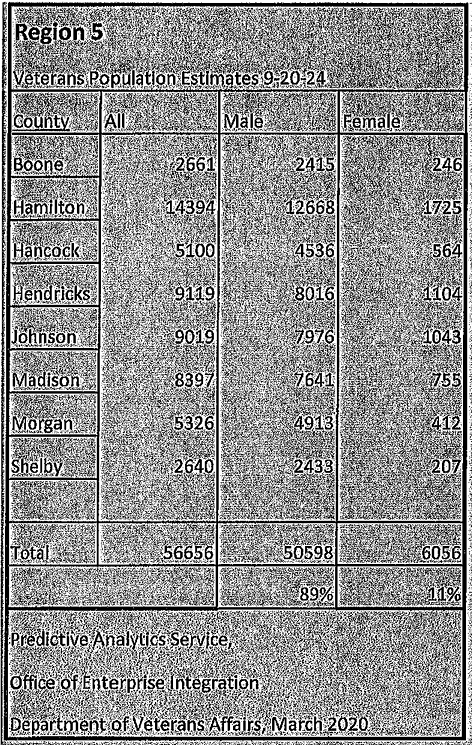 Region 5
Veterans Population Estimates 9-20-24
County All Male Female
Boone 2661 2415 246
Hamilton 14394 12668 1725
Hancock 5100 4536 564
Hendricks 9119 8016 1104
Johnson 9019 7976 1043
Madison 8397 7641 755
Morgan 5326 4913 412
Shelby 2640 2433 207
Total 56656 50598 6056
89% 11%
Predictive Analytics Service,
Office of Enterprise Integration
Department of Veterans Affairs, March 2020